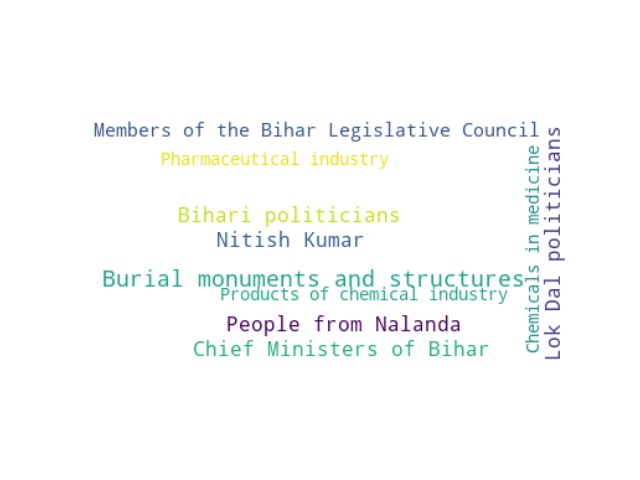 Members of the Bihar Legislative Council
Pharmaceutical industry
Bihari politicians
Nitish Kumar
Burial monuments and structures
Products of chemical industry
People from Nalanda
Chief Ministers of Bihar
Chemicals in medicine
Lok Dal politicians